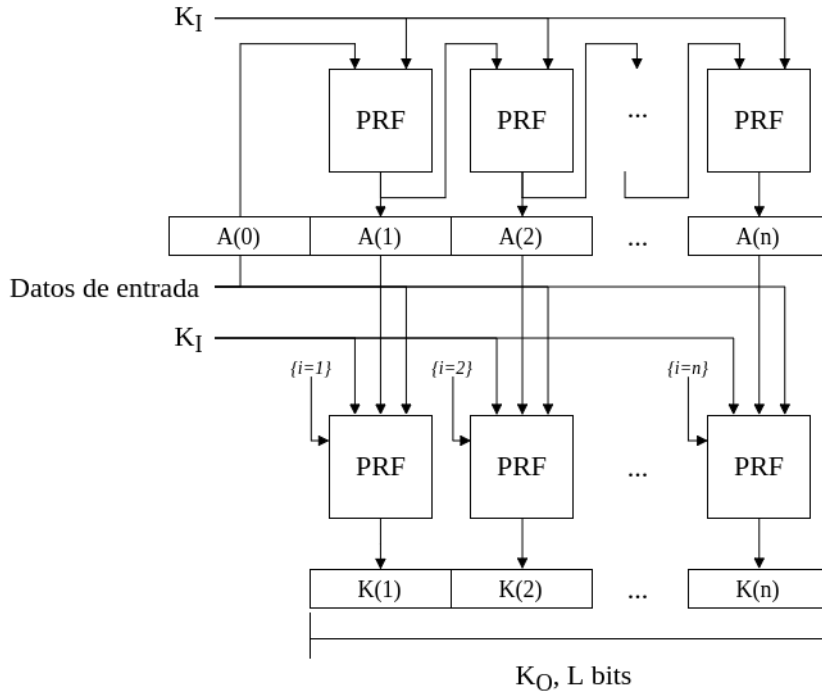 K_I
PRF PRF ... PRF
A(0) A(1) A(2) ... A(n)
Datos de entrada
K_I
{i=1} {i=2} {i=n}
PRF PRF ... PRF
K(1) K(2) ... K(n)
K_O, L bits